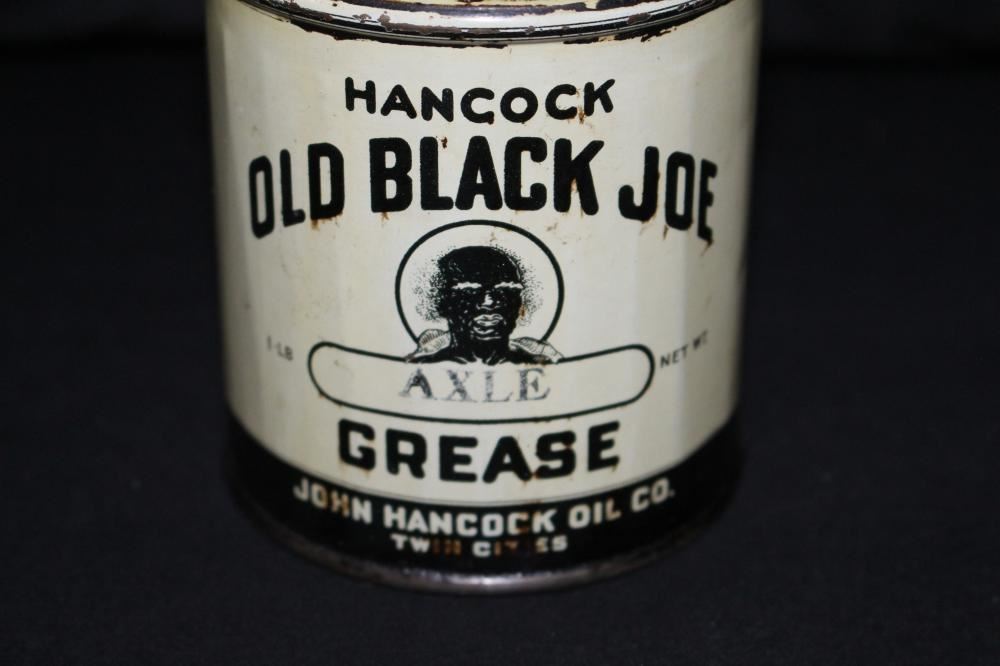 HANCOCK
OLD BLACK JOE
1-LB NET WT.
AXLE
GREASE
JOHN HANCOCK OIL CO.
TWIN CITIES